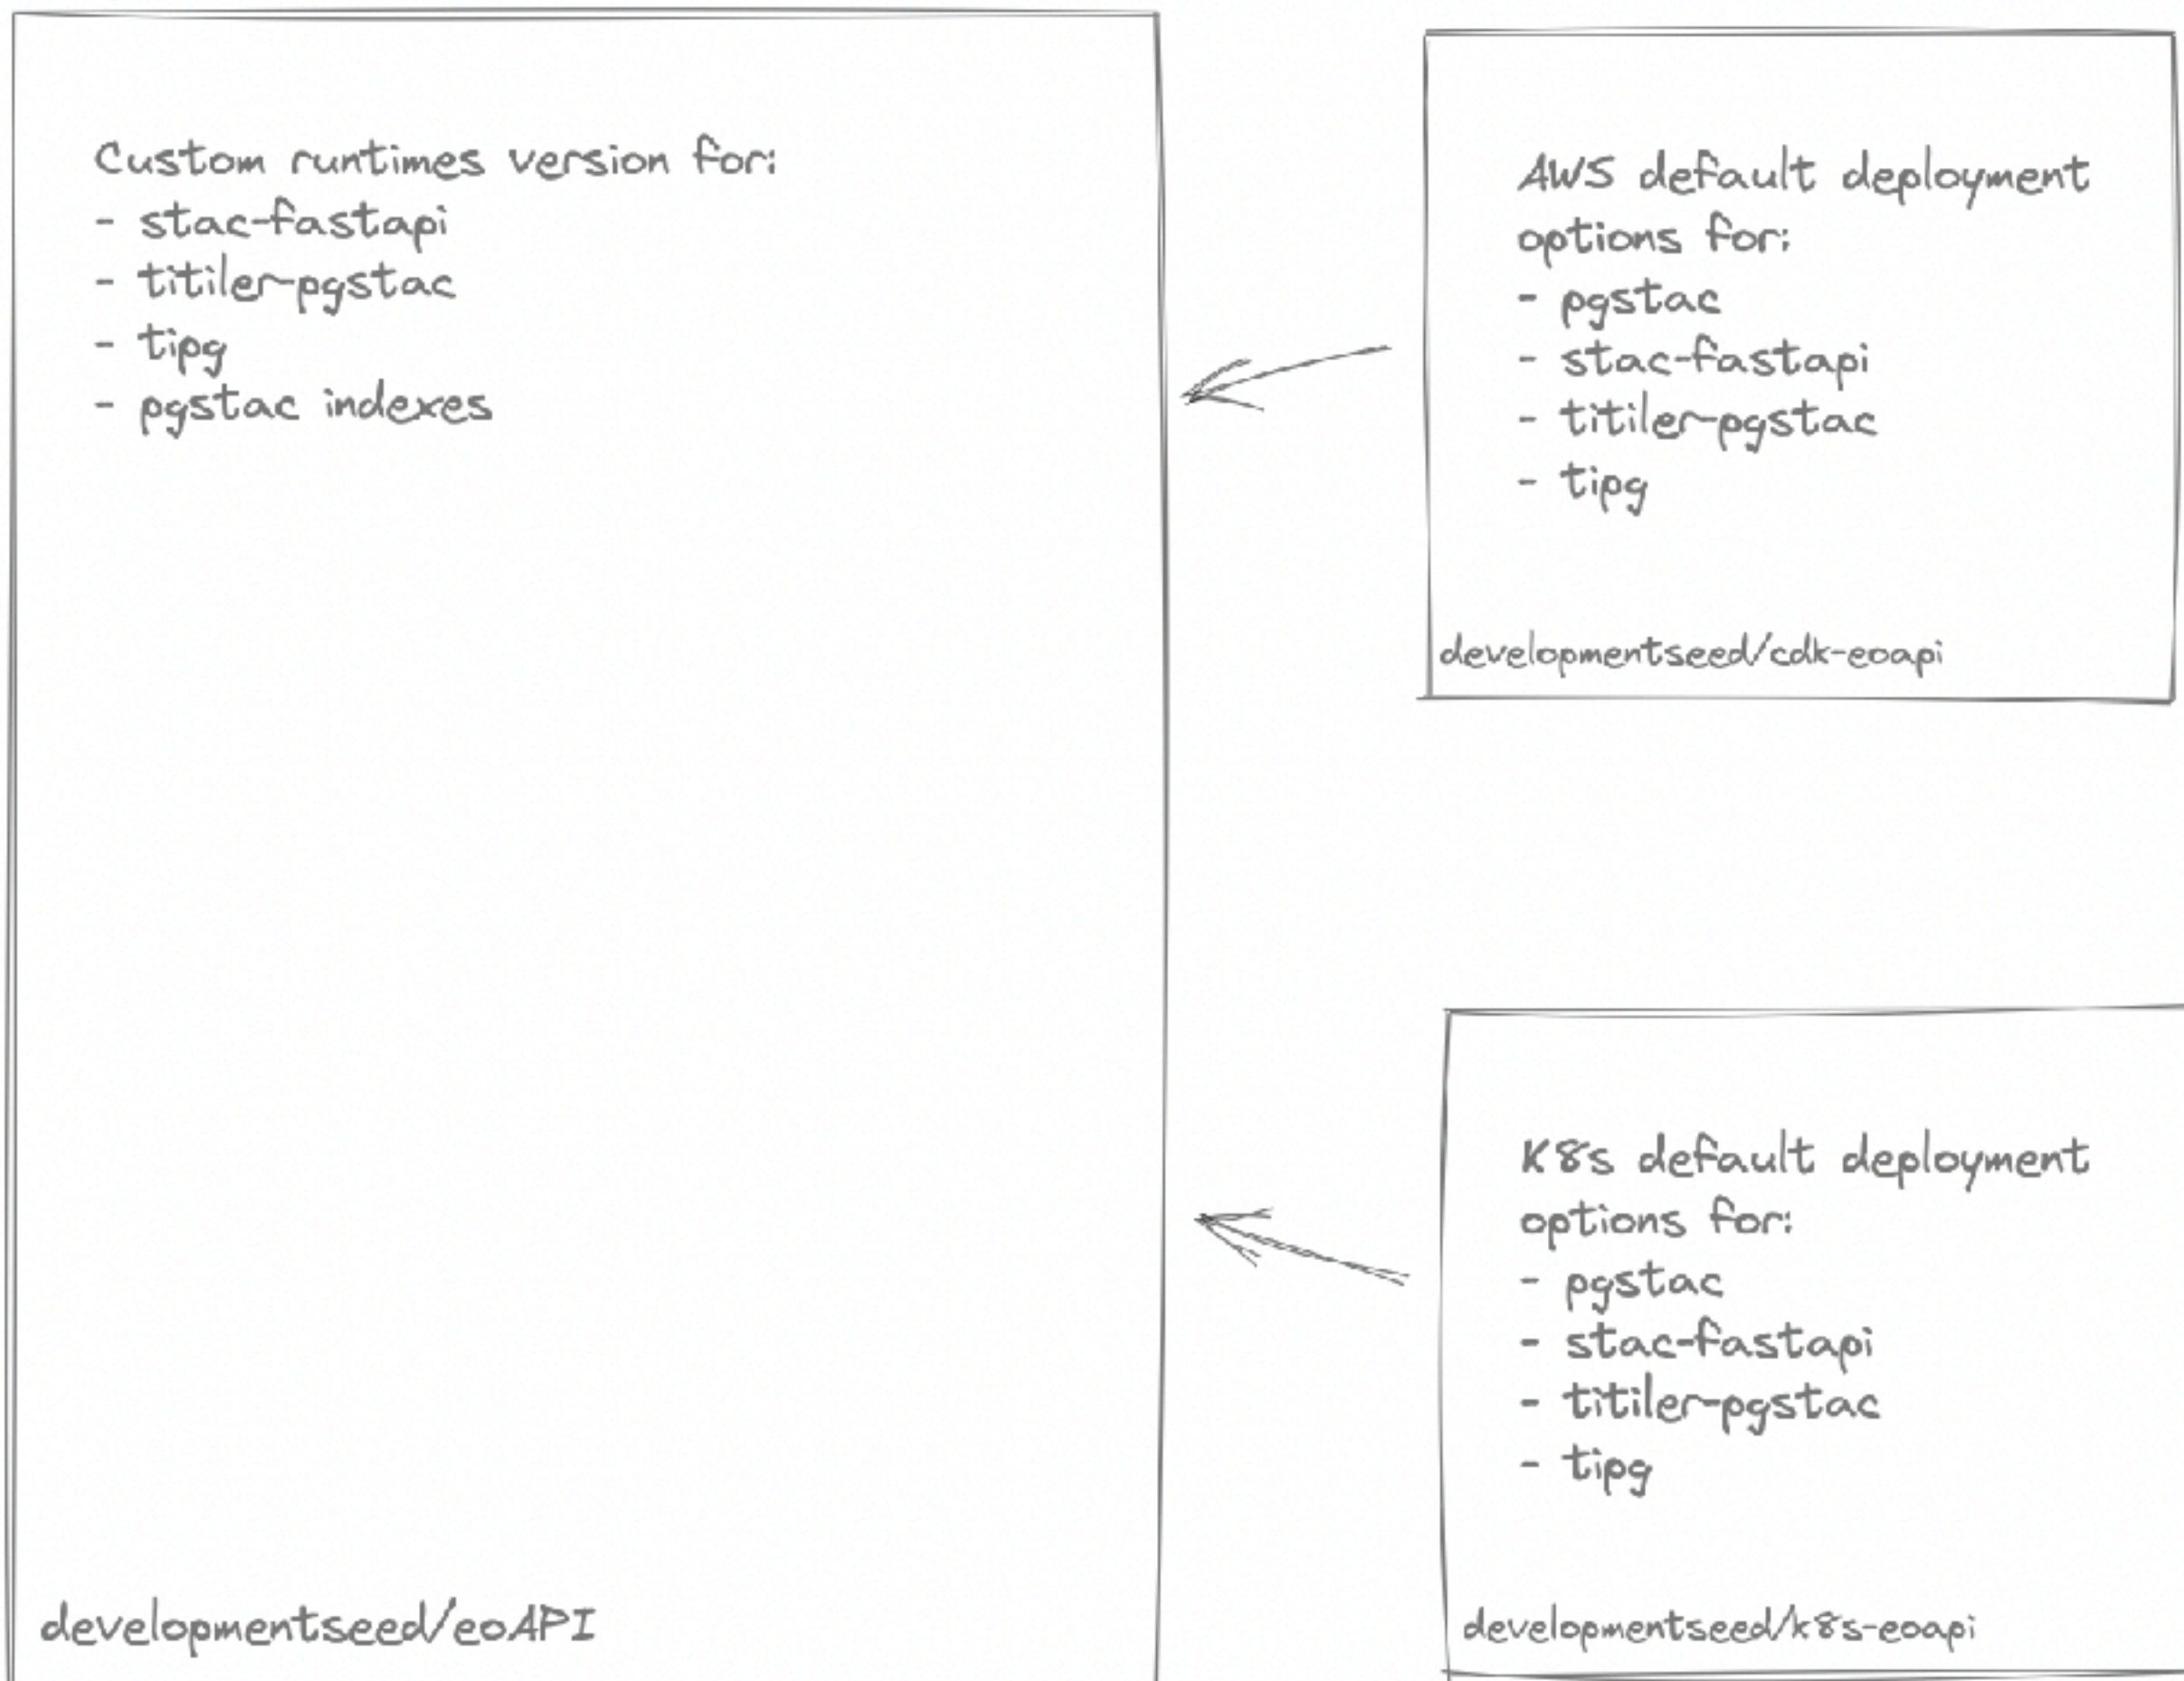 Custom runtimes version for:
- stac-fastapi
- titiler-pgstac
- tipg
- pgstac indexes
developmentseed/eoAPI
AWS default deployment
options for:
- pgstac
- stac-fastapi
- titiler-pgstac
- tipg
developmentseed/cdk-eoapi
K8s default deployment
options for:
- pgstac
- stac-fastapi
- titiler-pgstac
- tipg
developmentseed/k8s-eoapi